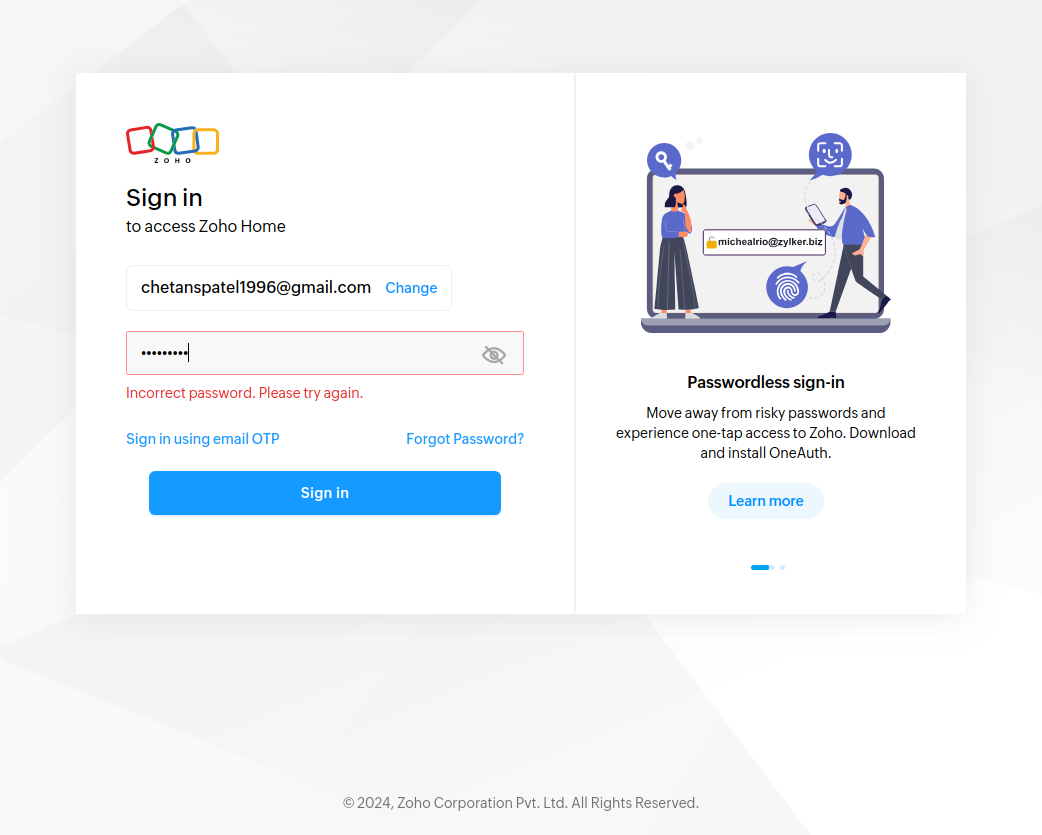 ZOHO
Sign in
to access Zoho Home
chetanspatel1996@gmail.com Change
•••••••••
Incorrect password. Please try again.
Sign in using email OTP Forgot Password?
Sign in
michealrio@zylker.biz
Passwordless sign-in
Move away from risky passwords and
experience one-tap access to Zoho. Download
and install OneAuth.
Learn more
© 2024, Zoho Corporation Pvt. Ltd. All Rights Reserved.